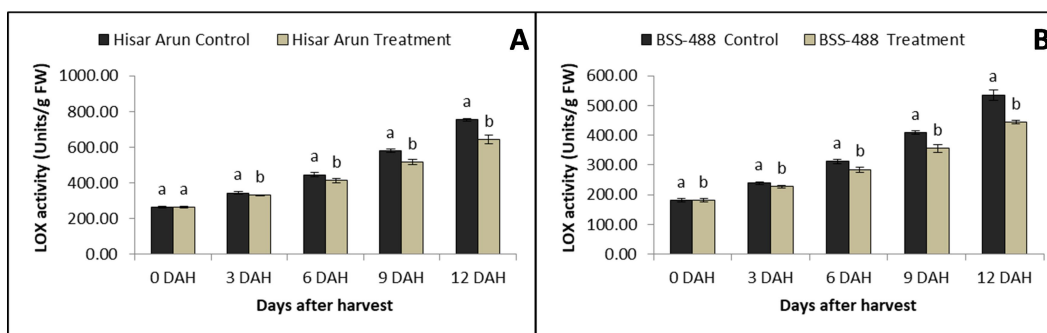 Hisar Arun Control Hisar Arun Treatment A
LOX activity (Units/g FW)
1000.00
800.00
600.00
400.00
200.00
0.00
a a a b a b a b a b
0 DAH 3 DAH 6 DAH 9 DAH 12 DAH
Days after harvest
BSS-488 Control BSS-488 Treatment B
LOX activity (Units/g FW)
600.00
500.00
400.00
300.00
200.00
100.00
0.00
a b a b a b a b a b
0 DAH 3 DAH 6 DAH 9 DAH 12 DAH
Days after harvest